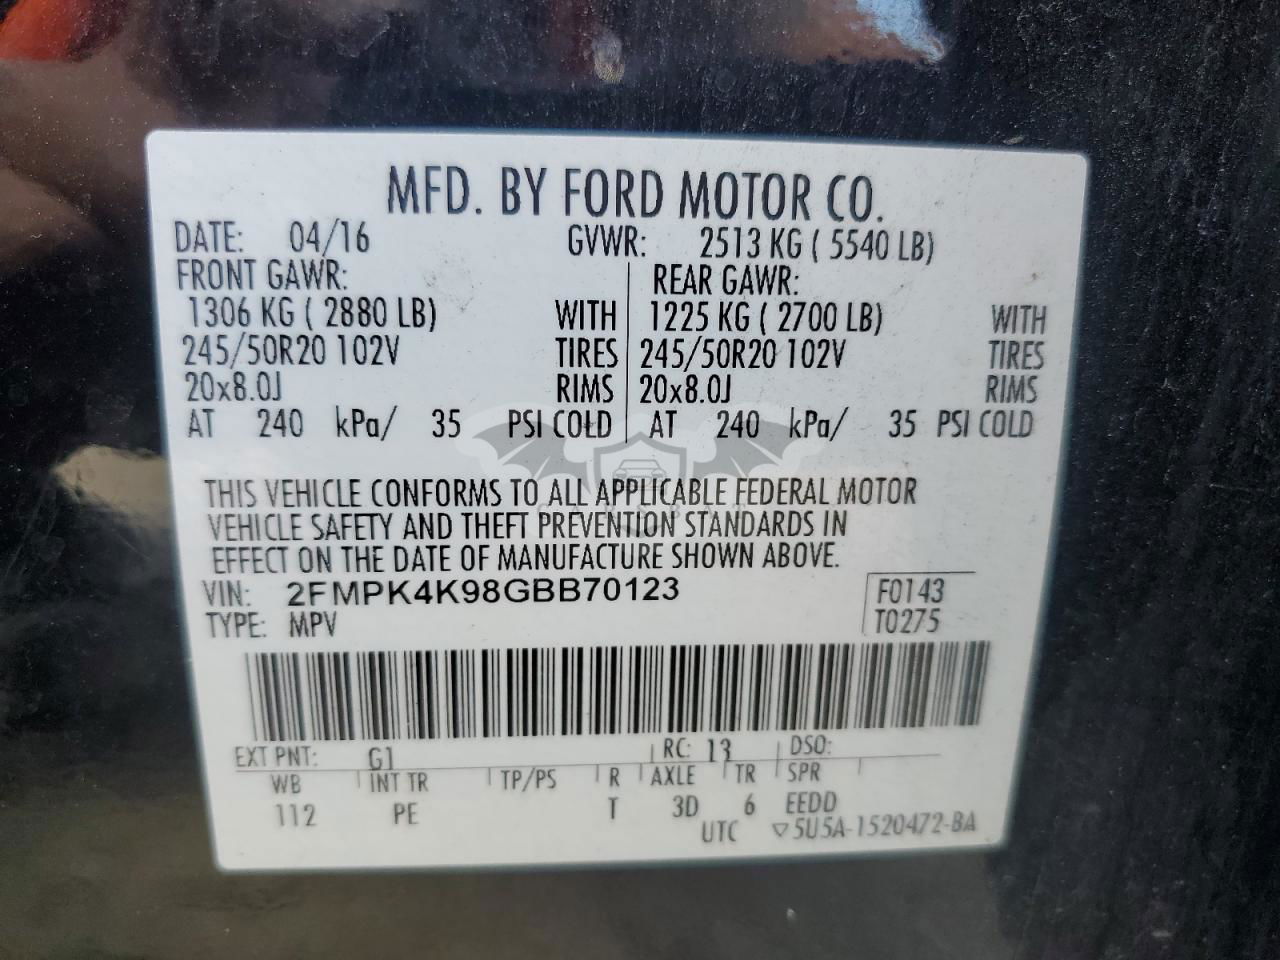 MFD. BY FORD MOTOR CO.
DATE: 04/16 GVWR: 2513 KG ( 5540 LB)
FRONT GAWR: REAR GAWR:
1306 KG ( 2880 LB) WITH 1225 KG ( 2700 LB) WITH
245/50R20 102V TIRES 245/50R20 102V TIRES
20x8.0J RIMS 20x8.0J RIMS
AT 240 kPa/ 35 PSI COLD AT 240 kPa/ 35 PSI COLD
THIS VEHICLE CONFORMS TO ALL APPLICABLE FEDERAL MOTOR
VEHICLE SAFETY AND THEFT PREVENTION STANDARDS IN
EFFECT ON THE DATE OF MANUFACTURE SHOWN ABOVE.
VIN: 2FMPK4K98GBB70123 F0143
TYPE: MPV T0275
EXT PNT: G1 RC: 13 DSO:
WB INT TR TP/PS R AXLE TR SPR
112 PE T 3D 6 EEDD
UTC ▽5U5A-1520472-BA